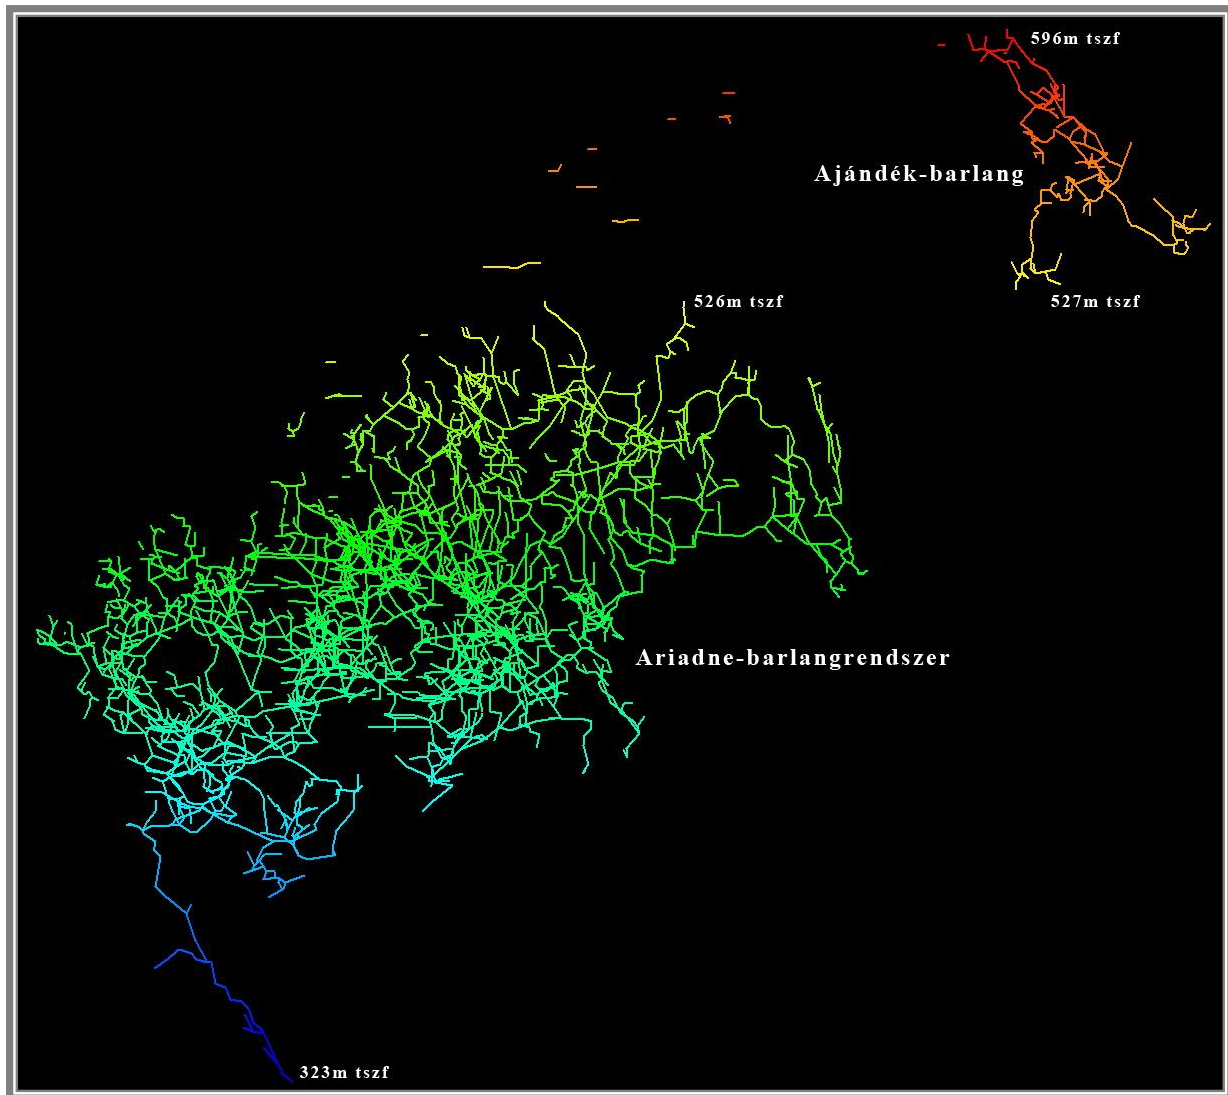 596m tszf
Ajándék-barlang
526m tszf
527m tszf
Ariadne-barlangrendszer
323m tszf